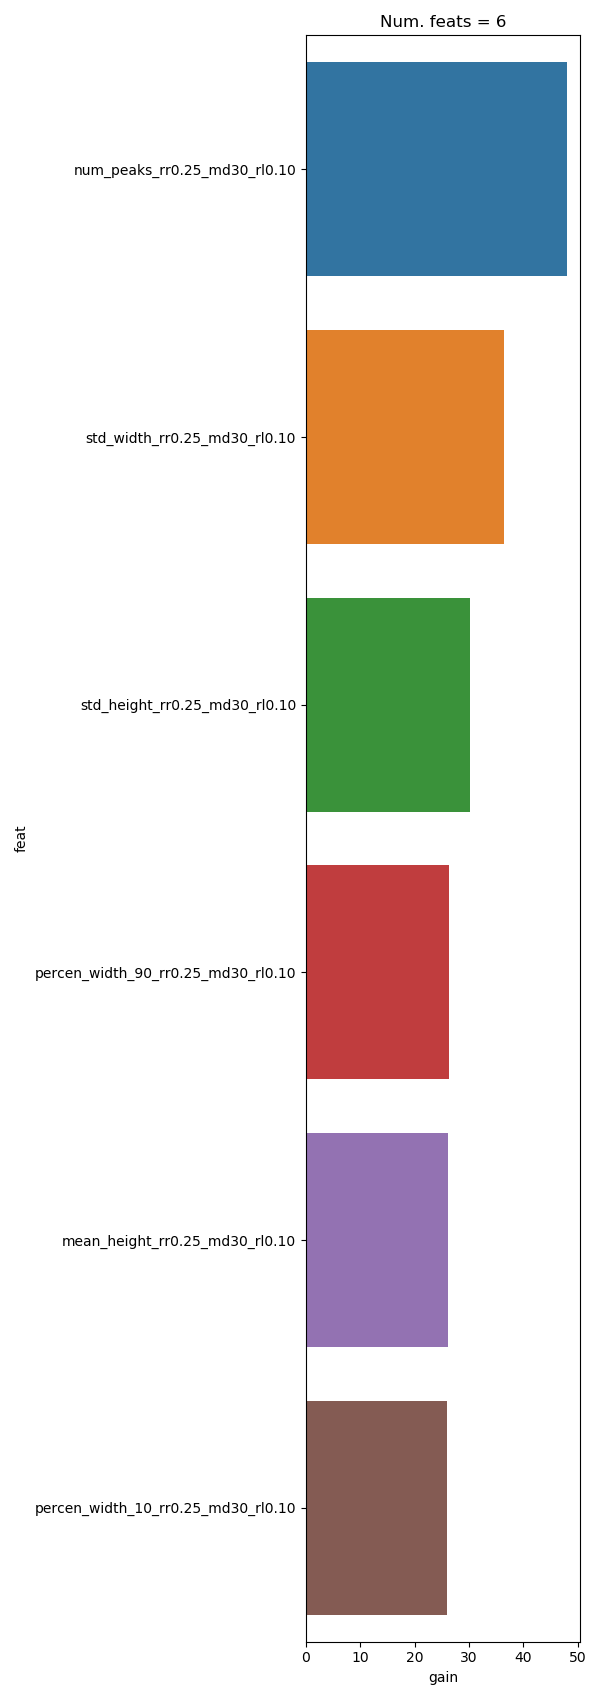 Num. feats = 6
num_peaks_rr0.25_md30_rl0.10
std_width_rr0.25_md30_rl0.10
std_height_rr0.25_md30_rl0.10
feat
percen_width_90_rr0.25_md30_rl0.10
mean_height_rr0.25_md30_rl0.10
percen_width_10_rr0.25_md30_rl0.10
0 10 20 30 40 50
gain